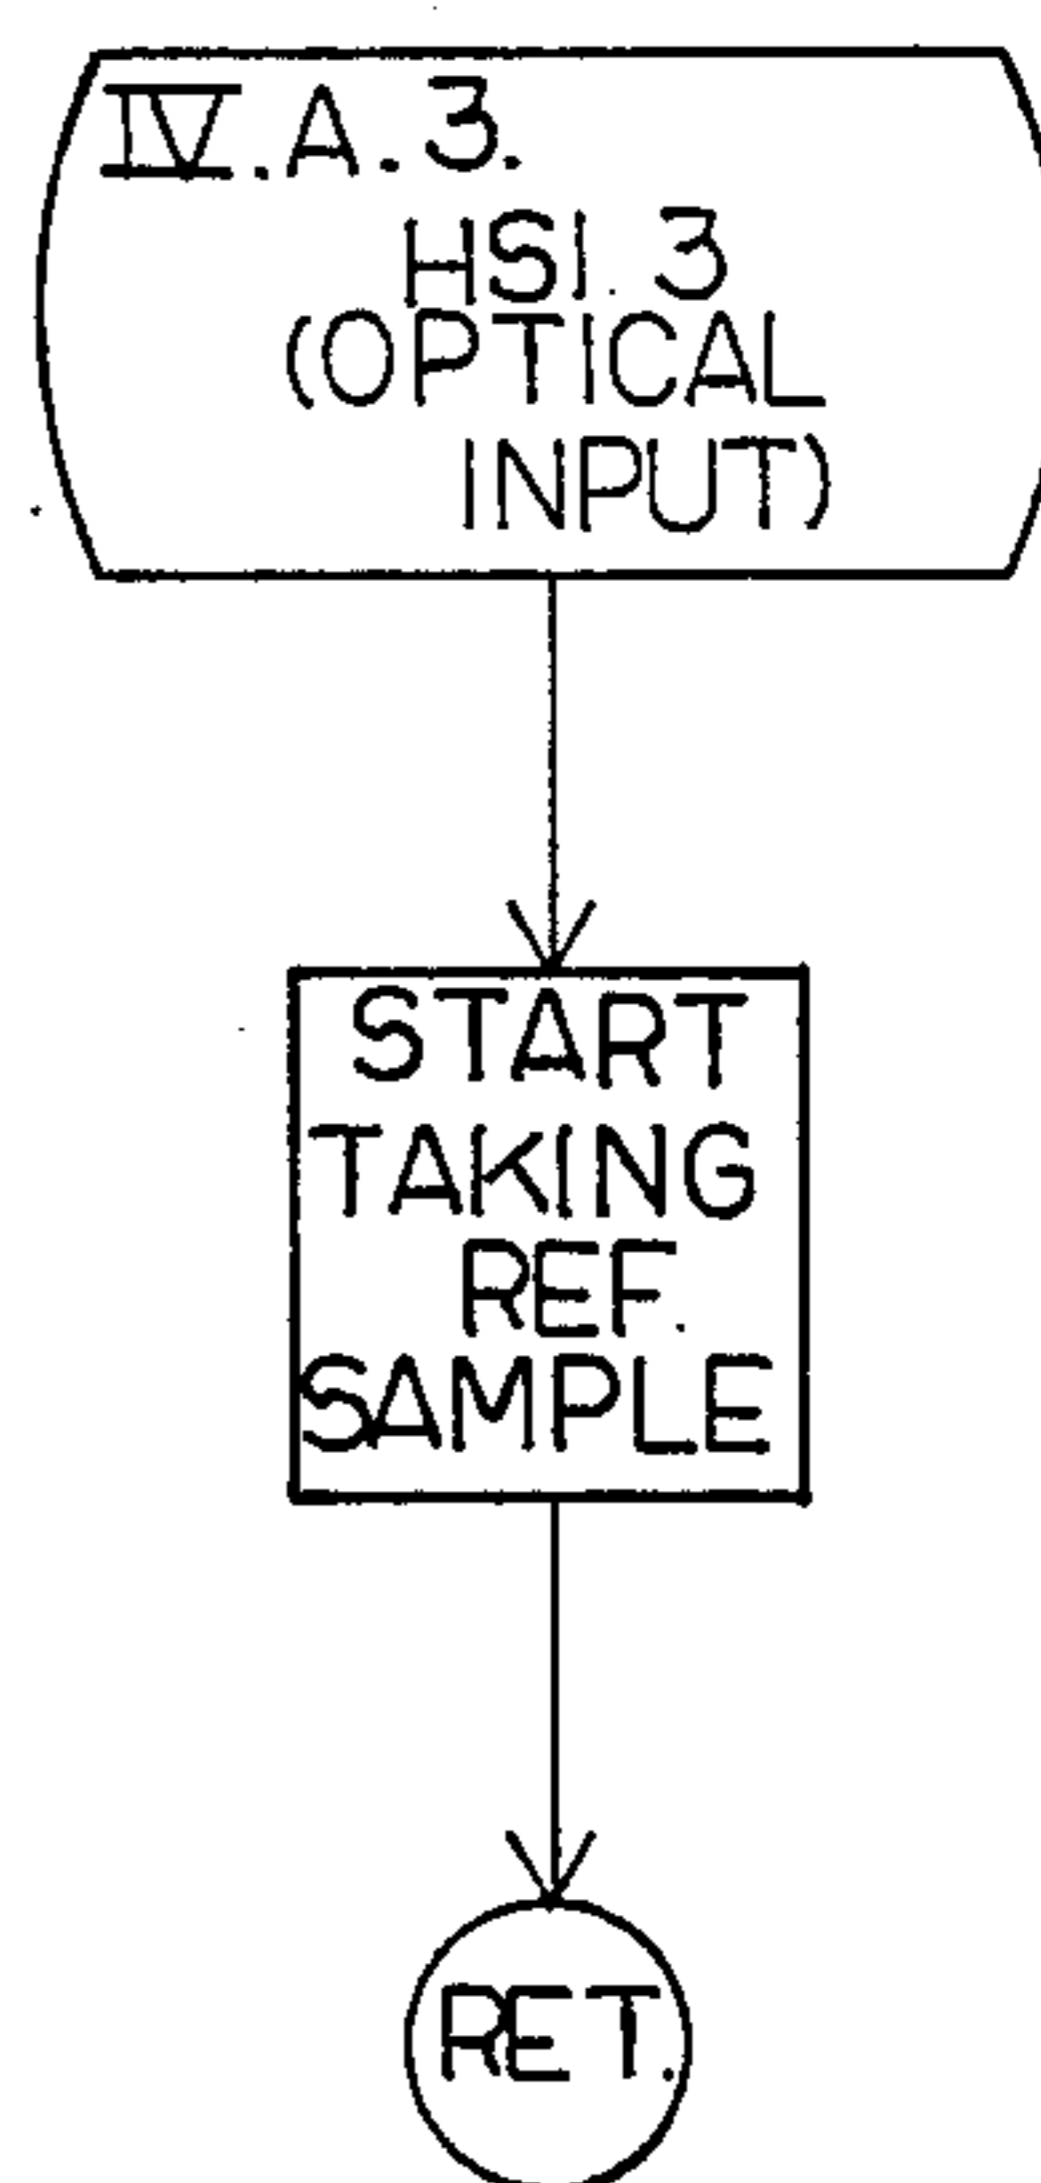 IV.A.3.
HSI.3
(OPTICAL
INPUT)
START
TAKING
REF.
SAMPLE
RET.